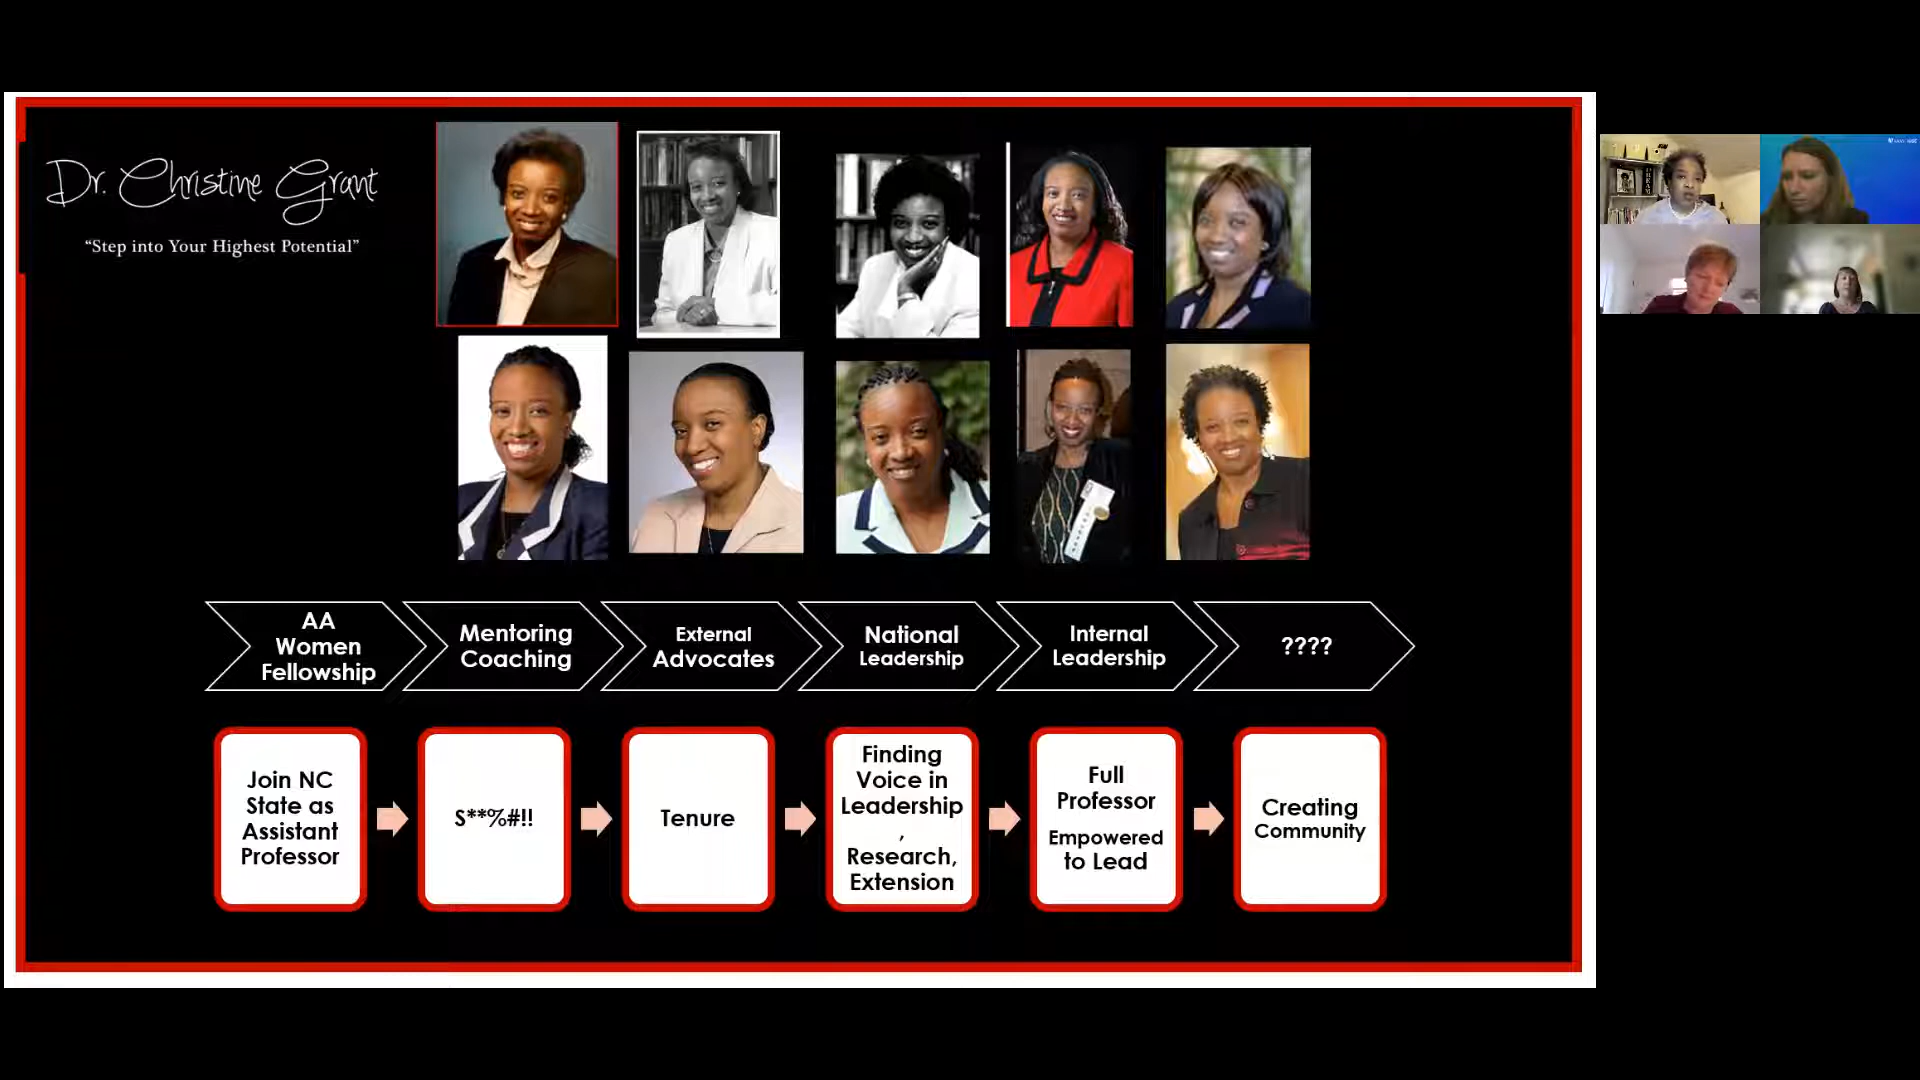 Dr. Christine Grant
“Step into Your Highest Potential”
AA
Women
Fellowship
Mentoring
Coaching
External
Advocates
National
Leadership
Internal
Leadership
????
Join NC
State as
Assistant
Professor
S**%#!!
Tenure
Finding
Voice in
Leadership
,
Research,
Extension
Full
Professor
Empowered
to Lead
Creating
Community